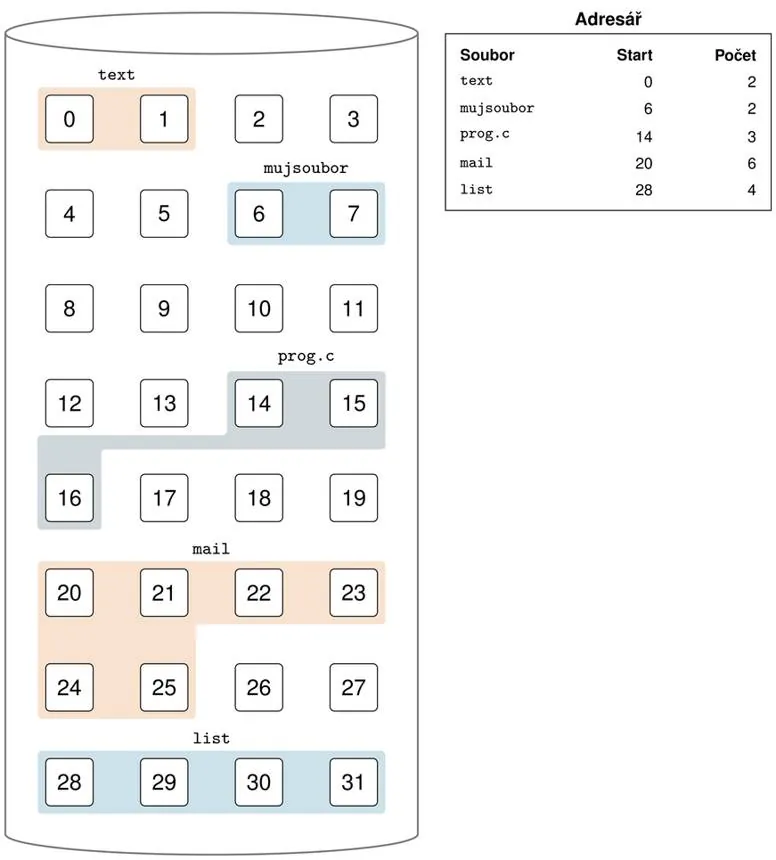 Adresář
Soubor Start Počet
text 0 2
mujsoubor 6 2
prog.c 14 3
mail 20 6
list 28 4
text
0 1 2 3
mujsoubor
4 5 6 7
8 9 10 11
prog.c
12 13 14 15
16 17 18 19
mail
20 21 22 23
24 25 26 27
list
28 29 30 31